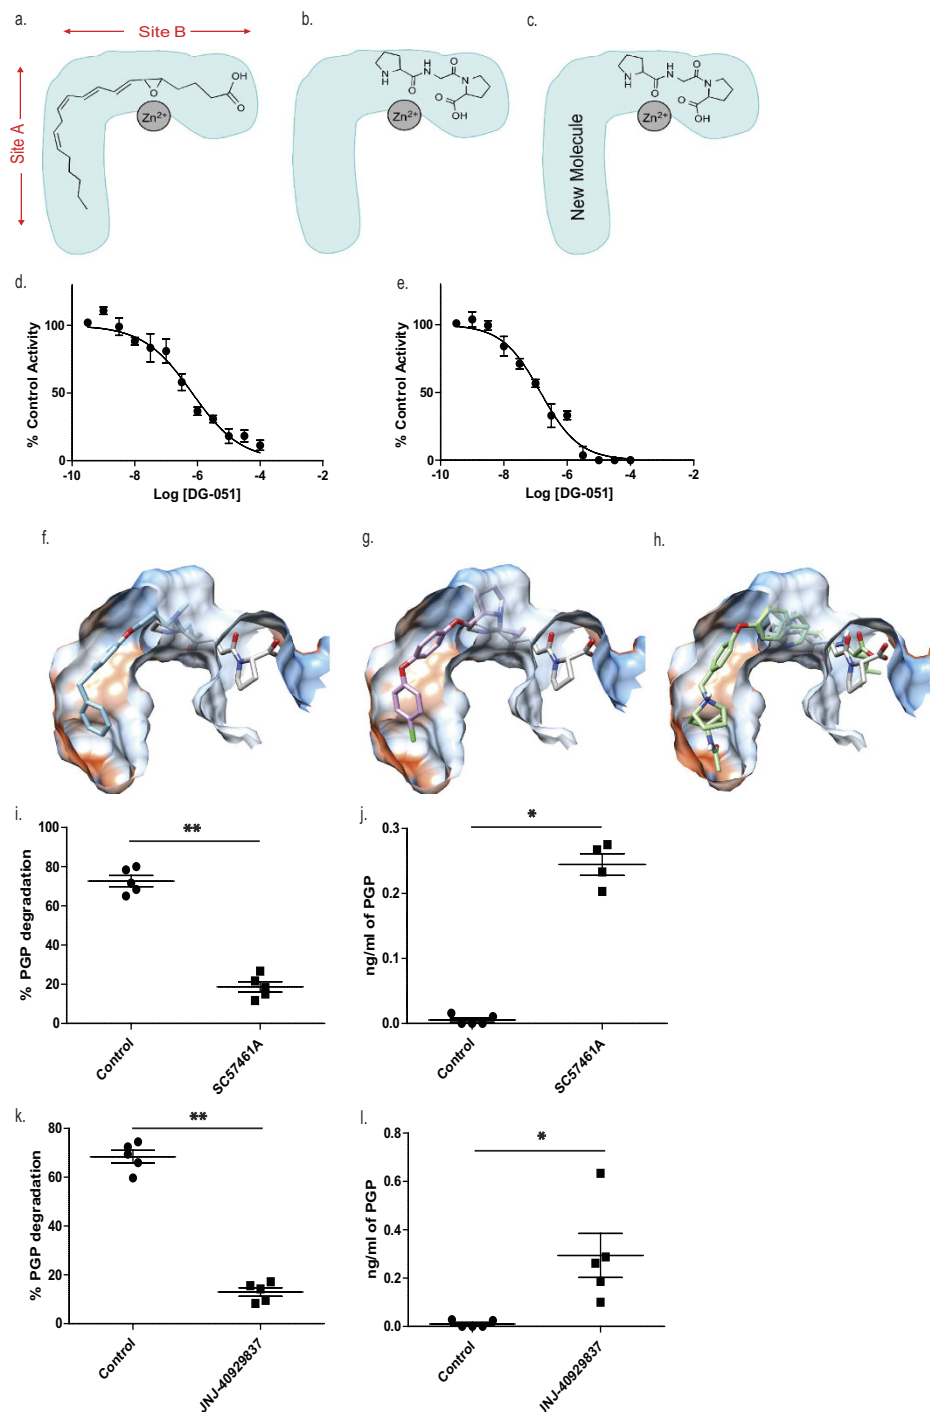 a.
b.
c.
Site B
Site A
OH
O
O
Zn²⁺
N
H
O
HN
O
N
O
OH
Zn²⁺
N
H
O
HN
O
N
O
OH
Zn²⁺
New Molecule
d.
e.
% Control Activity
100
50
0
-10
-8
-6
-4
-2
Log [DG-051]
% Control Activity
100
50
0
-10
-8
-6
-4
-2
Log [DG-051]
f.
g.
h.
i.
% PGP degradation
100
80
60
40
20
0
**
Control
SC57461A
j.
ng/ml of PGP
0.3
0.2
0.1
0.0
*
Control
SC57461A
k.
% PGP degradation
80
60
40
20
0
**
Control
JNJ-40929837
l.
ng/ml of PGP
0.8
0.6
0.4
0.2
0.0
*
Control
INJ-40929837